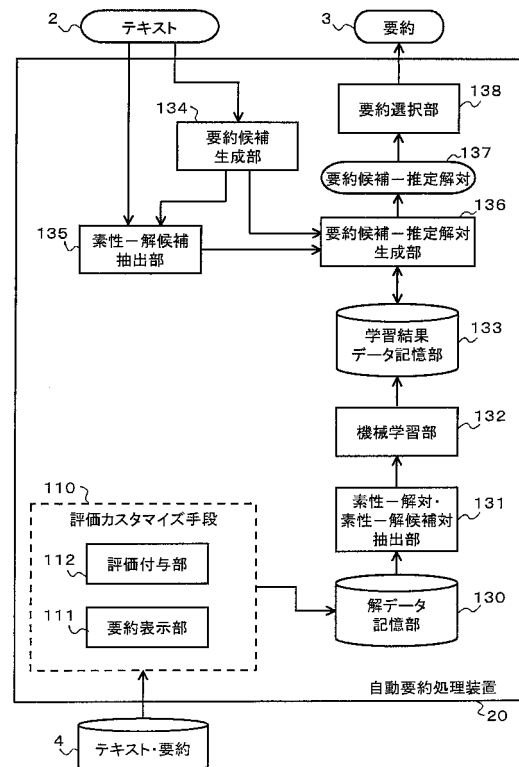 2
テキスト
3
要約
138
要約選択部
134
要約候補
生成部
137
要約候補－推定解対
136
135
素性－解候補
抽出部
要約候補－推定解対
生成部
学習結果
データ記憶部
133
132
機械学習部
110
評価カスタマイズ手段
素性－解対・
素性－解候補対
抽出部
131
112
評価付与部
111
要約表示部
解データ
記憶部
130
自動要約処理装置
20
4
テキスト・要約